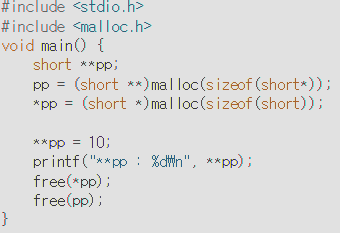 #include <stdio.h>
#include <malloc.h>
void main() {
    short **pp;
    pp = (short **)malloc(sizeof(short*));
    *pp = (short *)malloc(sizeof(short));

    **pp = 10;
    printf("**pp : %d₩n", **pp);
    free(*pp);
    free(pp);
}